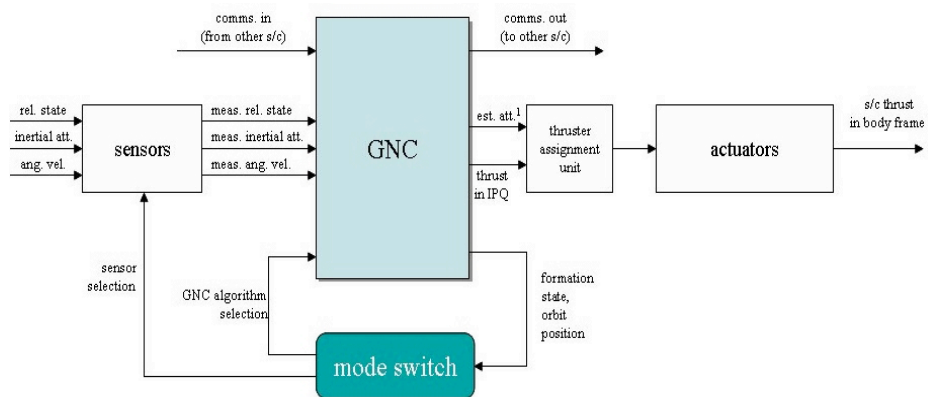 comms. in
(from other s/c)
comms. out
(to other s/c)
rel. state
inertial att.
ang. vel.
sensors
meas. rel. state
meas. inertial att.
meas. ang. vel.
GNC
est. att.1
thrust
in IPQ
thruster
assignment
unit
actuators
s/c thrust
in body frame
sensor
selection
GNC algorithm
selection
formation
state,
orbit
position
mode switch